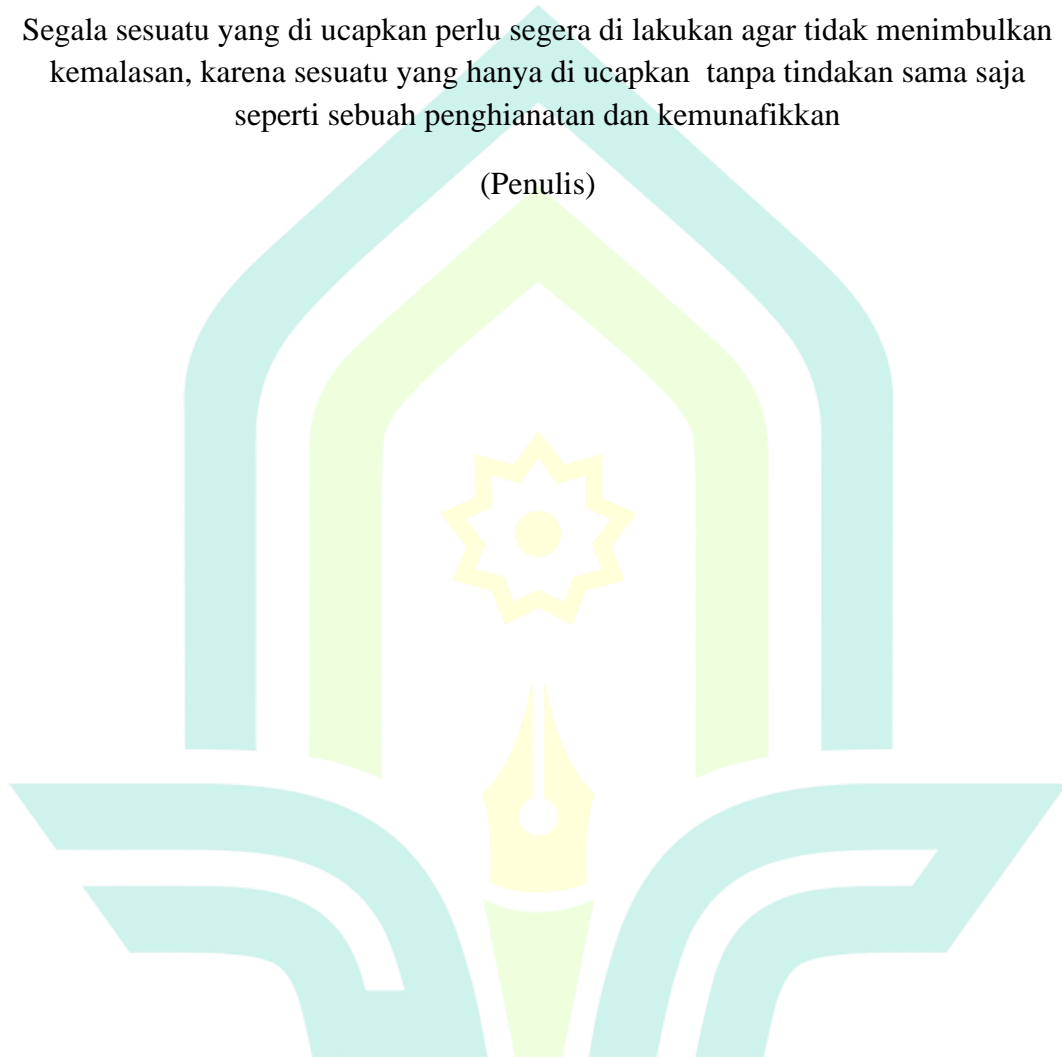 Segala sesuatu yang di ucapkan perlu segera di lakukan agar tidak menimbulkan
kemalasan, karena sesuatu yang hanya di ucapkan  tanpa tindakan sama saja
seperti sebuah penghianatan dan kemunafikkan
(Penulis)